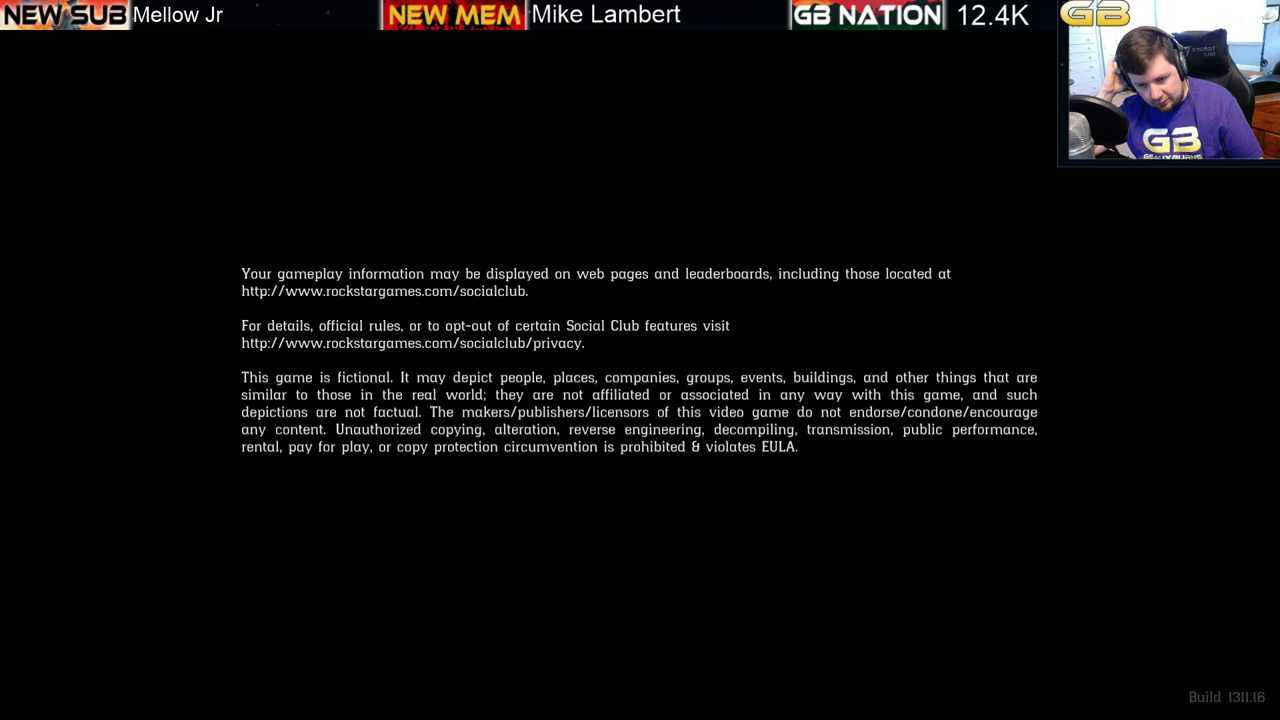 NEW SUB Mellow Jr NEW MEM Mike Lambert GB NATION 12.4K GB
GB
Your gameplay information may be displayed on web pages and leaderboards, including those located at
http://www.rockstargames.com/socialclub.
For details, official rules, or to opt-out of certain Social Club features visit
http://www.rockstargames.com/socialclub/privacy.
This game is fictional. It may depict people, places, companies, groups, events, buildings, and other things that are
similar to those in the real world; they are not affiliated or associated in any way with this game, and such
depictions are not factual. The makers/publishers/licensors of this video game do not endorse/condone/encourage
any content. Unauthorized copying, alteration, reverse engineering, decompiling, transmission, public performance,
rental, pay for play, or copy protection circumvention is prohibited & violates EULA.
Build 1311.16